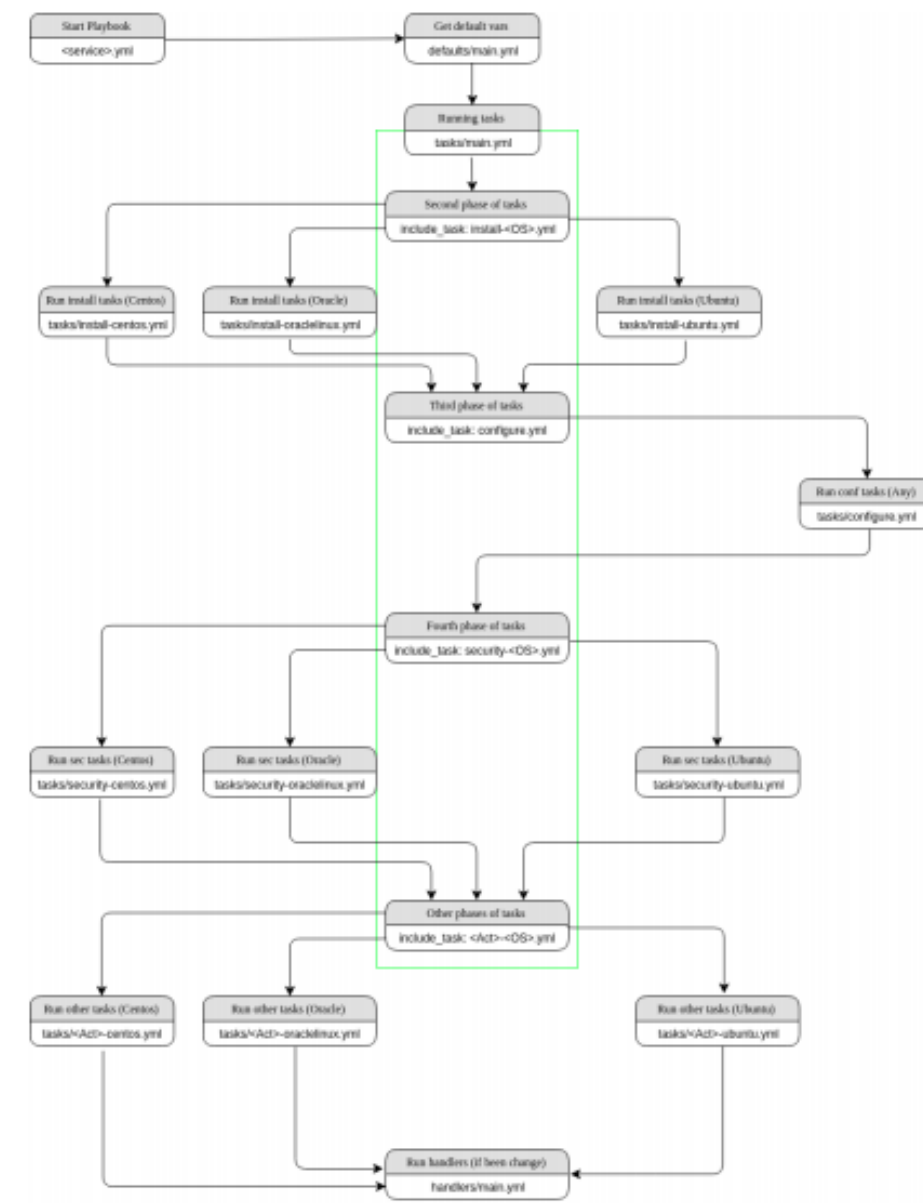 Start Playbook
<service>.yml
Get default vars
defaults/main.yml
Running tasks
tasks/main.yml
Second phase of tasks
include_task: install-<OS>.yml
Run install tasks (Centos)
tasks/install-centos.yml
Run install tasks (Oracle)
tasks/install-oraclelinux.yml
Run install tasks (Ubuntu)
tasks/install-ubuntu.yml
Third phase of tasks
include_task: configure.yml
Run conf tasks (Any)
tasks/configure.yml
Fourth phase of tasks
include_task: security-<OS>.yml
Run sec tasks (Centos)
tasks/security-centos.yml
Run sec tasks (Oracle)
tasks/security-oraclelinux.yml
Run sec tasks (Ubuntu)
tasks/security-ubuntu.yml
Other phases of tasks
include_task: <Act>-<OS>.yml
Run other tasks (Centos)
tasks/<Act>-centos.yml
Run other tasks (Oracle)
tasks/<Act>-oraclelinux.yml
Run other tasks (Ubuntu)
tasks/<Act>-ubuntu.yml
Run handlers (if been change)
handlers/main.yml